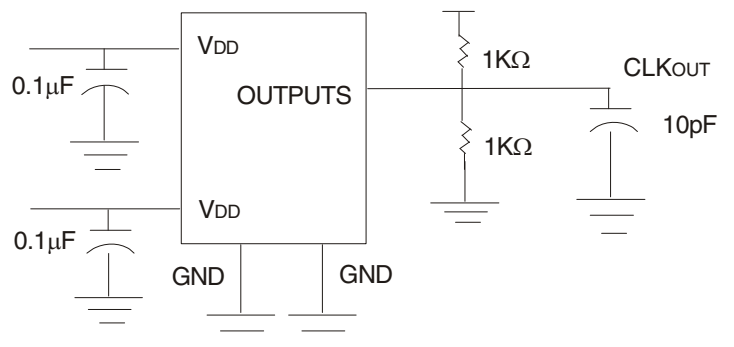 VDD
0.1μF
OUTPUTS
1KΩ
CLKOUT
10pF
1KΩ
VDD
0.1μF
GND
GND